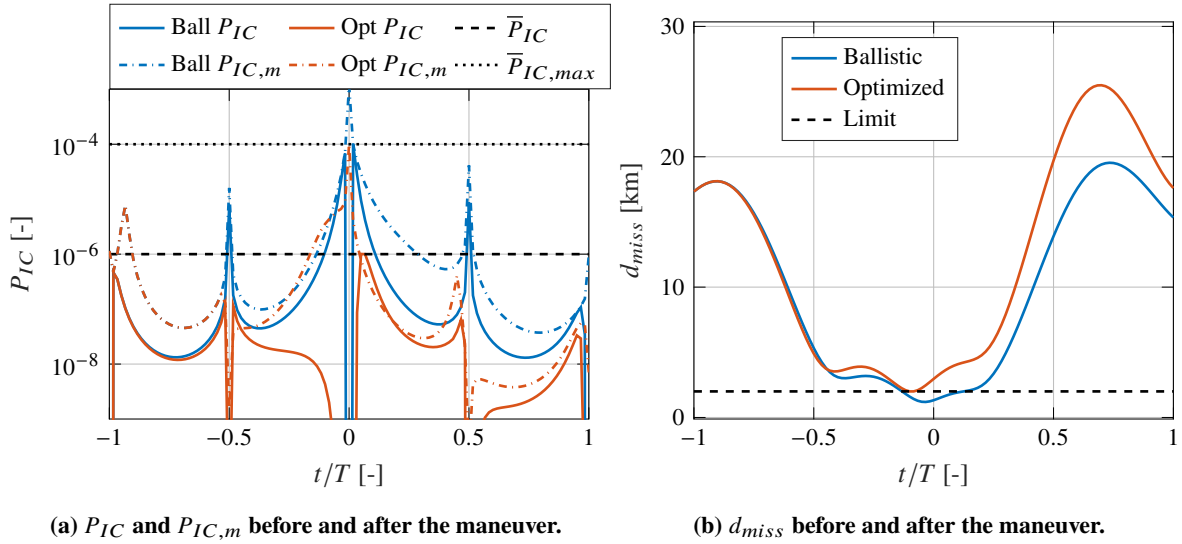 Ball P_IC Opt P_IC P̅_IC
Ball P_IC,m Opt P_IC,m P̅_IC,max
10⁻⁴
10⁻⁶
10⁻⁸
P_IC [-]
−1 −0.5 0 0.5 1
t/T [-]
(a) P_IC and P_IC,m before and after the maneuver.
Ballistic
Optimized
Limit
30
20
10
0
d_miss [km]
−1 −0.5 0 0.5 1
t/T [-]
(b) d_miss before and after the maneuver.